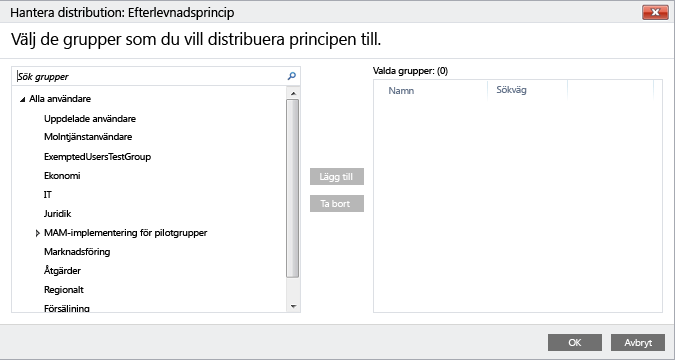 Hantera distribution: Efterlevnadsprincip
Välj de grupper som du vill distribuera principen till.
Sök grupper
Alla användare
Uppdelade användare
Molntjänstanvändare
ExemptedUsersTestGroup
Ekonomi
IT
Juridik
MAM-implementering för pilotgrupper
Marknadsföring
Åtgärder
Regionalt
Försäljning
Lägg till
Ta bort
Valda grupper: (0)
Namn Sökväg
OK Avbryt